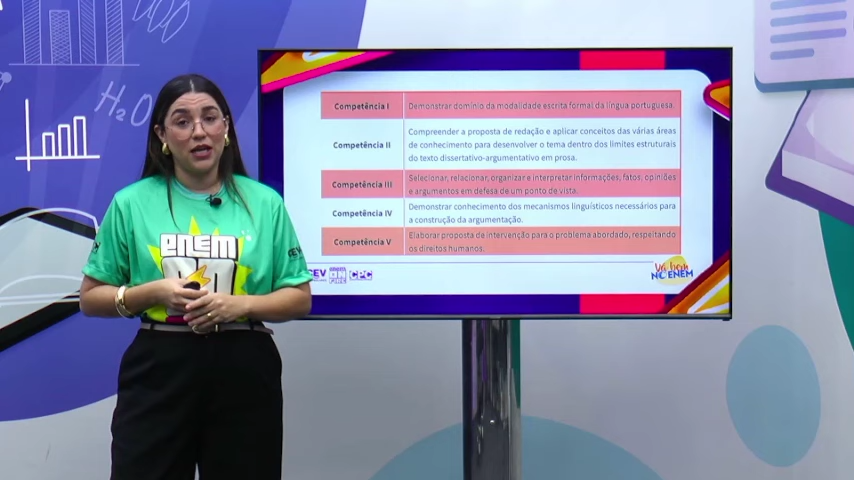 H₂O
Competência I
Demonstrar domínio da modalidade escrita formal da língua portuguesa.
Competência II
Compreender a proposta de redação e aplicar conceitos das várias áreas
de conhecimento para desenvolver o tema dentro dos limites estruturais
do texto dissertativo-argumentativo em prosa.
Competência III
Selecionar, relacionar, organizar e interpretar informações, fatos, opiniões
e argumentos em defesa de um ponto de vista.
Competência IV
Demonstrar conhecimento dos mecanismos linguísticos necessários para
a construção da argumentação.
Competência V
Elaborar proposta de intervenção para o problema abordado, respeitando
os direitos humanos.
CPC
Vá bem
NO ENEM
ENEM